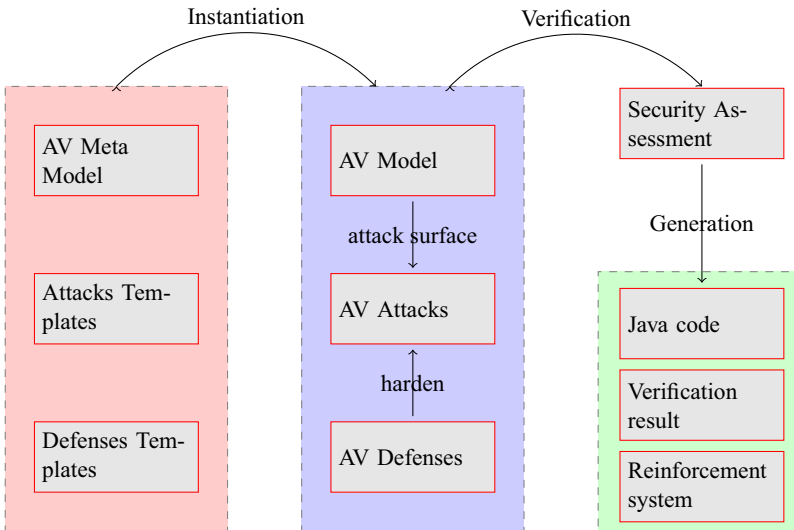 Instantiation
Verification
AV Meta
Model
Attacks Tem-
plates
Defenses Tem-
plates
AV Model
attack surface
AV Attacks
harden
AV Defenses
Security As-
sessment
Generation
Java code
Verification
result
Reinforcement
system